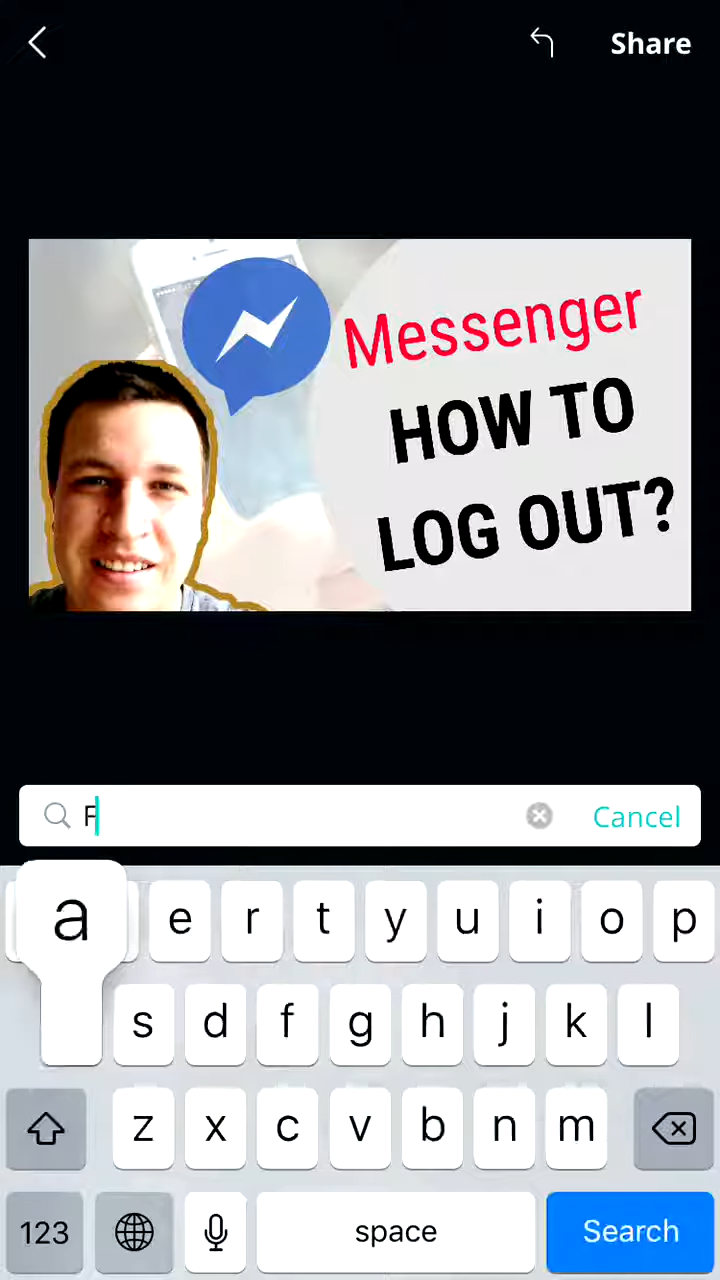 Share
Messenger
HOW TO
LOG OUT?
F
Cancel
a e r t y u i o p
s d f g h j k l
z x c v b n m
123 space Search